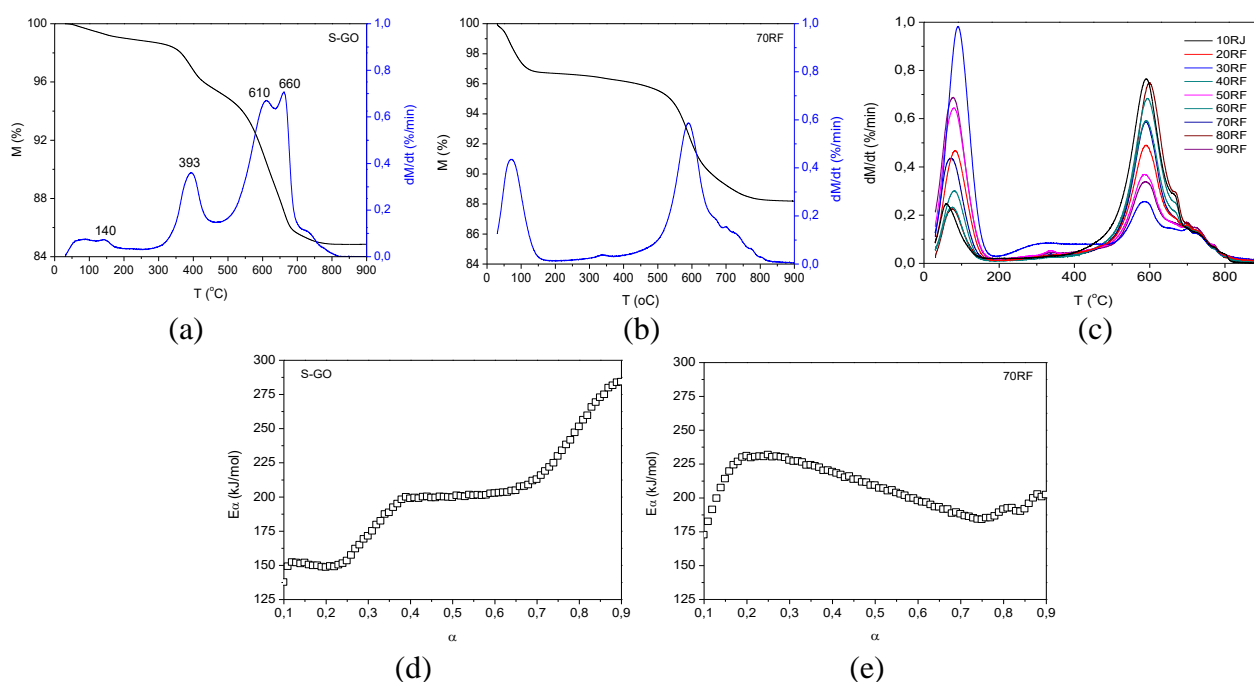 S-GO
100
96
92
88
84
M (%)
0 100 200 300 400 500 600 700 800 900
T (°C)
1,0
0,8
0,6
0,4
0,2
0,0
dM/dt (%/min)
140
393
610
660
(a)
70RF
100
98
96
94
92
90
88
86
84
M (%)
0 100 200 300 400 500 600 700 800 900
T (oC)
1,0
0,8
0,6
0,4
0,2
0,0
dM/dt (%/min)
(b)
1,0
0,8
0,6
0,4
0,2
0,0
dM/dt (%/min)
0 200 400 600 800
T (°C)
10RJ
20RF
30RF
40RF
50RF
60RF
70RF
80RF
90RF
(c)
S-GO
300
275
250
225
200
175
150
125
Eα (kJ/mol)
0,1 0,2 0,3 0,4 0,5 0,6 0,7 0,8 0,9
α
(d)
70RF
300
275
250
225
200
175
150
125
Eα (kJ/mol)
0,1 0,2 0,3 0,4 0,5 0,6 0,7 0,8 0,9
α
(e)